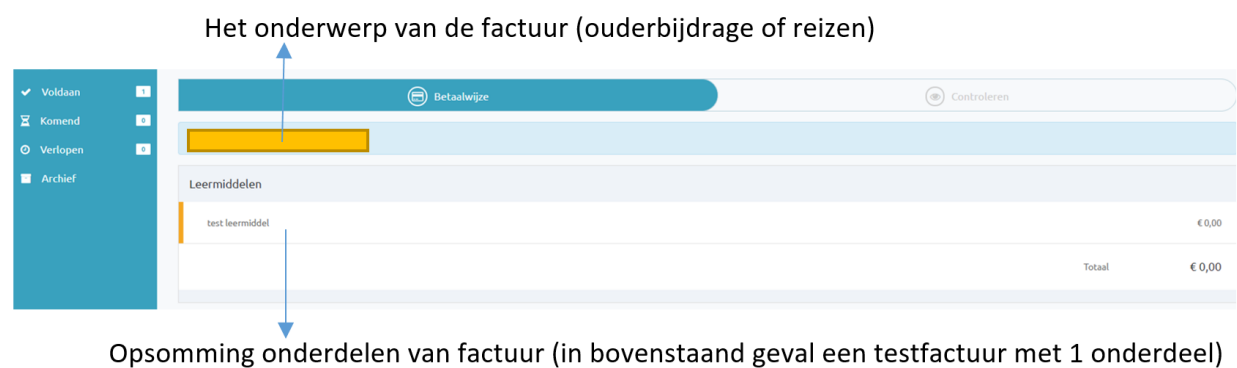 Het onderwerp van de factuur (ouderbijdrage of reizen)
Voldaan 1
Komend 0
Verlopen 0
Archief
Betaalwijze
Controleren
Leermiddelen
test leermiddel € 0,00
Totaal € 0,00
Opsomming onderdelen van factuur (in bovenstaand geval een testfactuur met 1 onderdeel)